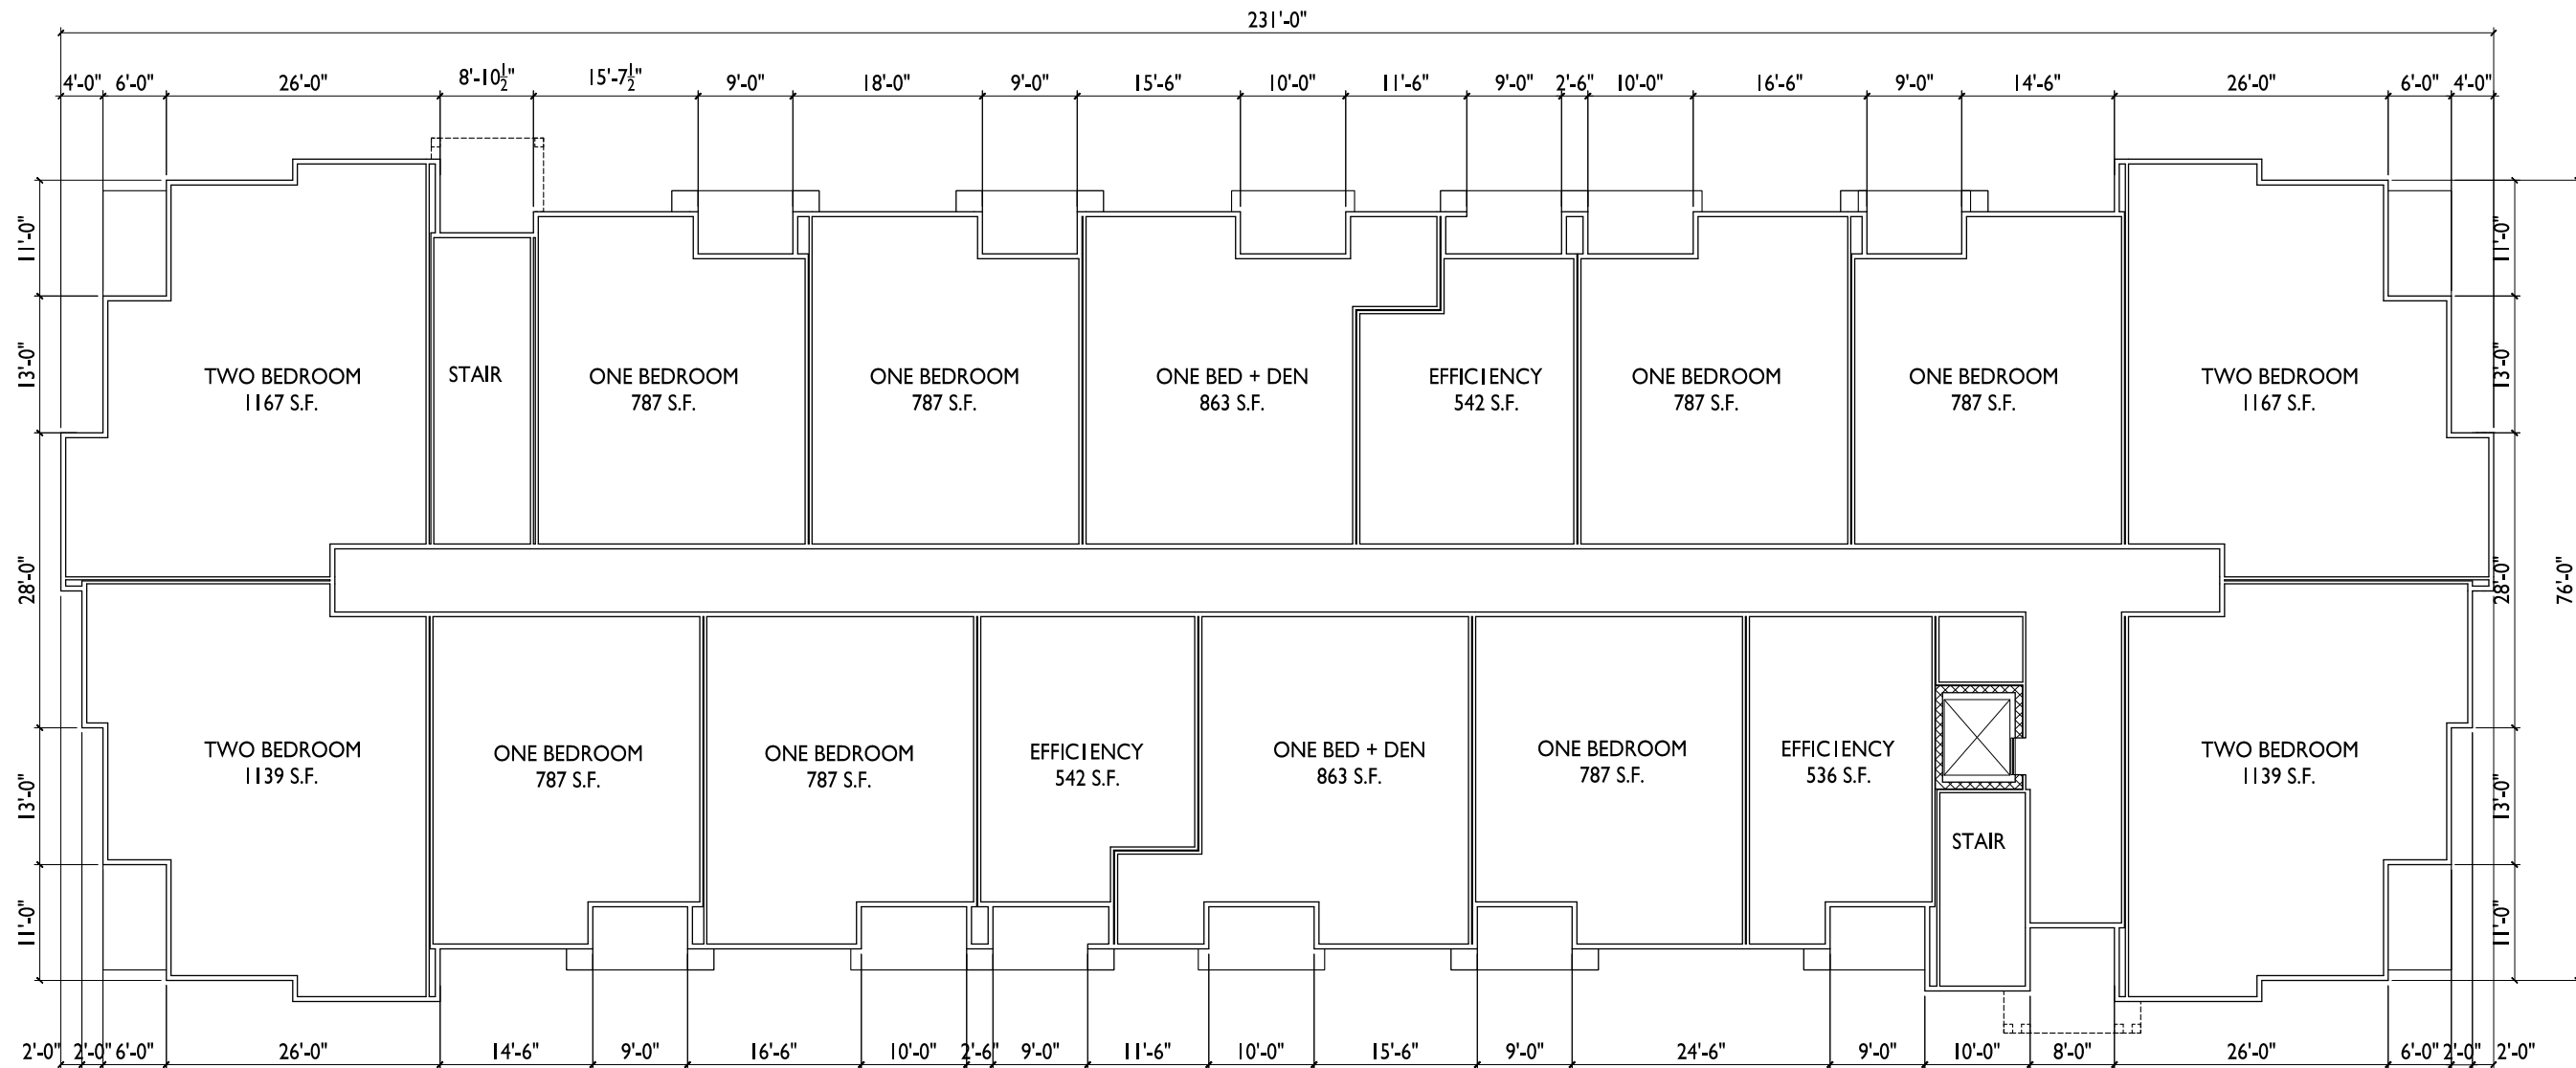 231'-0"
4'-0" 6'-0" 26'-0" 8'-10½" 15'-7½" 9'-0" 18'-0" 9'-0" 15'-6" 10'-0" 11'-6" 9'-0" 2'-6" 10'-0" 16'-6" 9'-0" 14'-6" 26'-0" 6'-0" 4'-0"
11'-0"
11'-0"
13'-0"
13'-0"
TWO BEDROOM
1167 S.F.
STAIR
ONE BEDROOM
787 S.F.
ONE BEDROOM
787 S.F.
ONE BED + DEN
863 S.F.
EFFICIENCY
542 S.F.
ONE BEDROOM
787 S.F.
ONE BEDROOM
787 S.F.
TWO BEDROOM
1167 S.F.
28'-0"
28'-0"
76'-0"
TWO BEDROOM
1139 S.F.
ONE BEDROOM
787 S.F.
ONE BEDROOM
787 S.F.
EFFICIENCY
542 S.F.
ONE BED + DEN
863 S.F.
ONE BEDROOM
787 S.F.
EFFICIENCY
536 S.F.
STAIR
TWO BEDROOM
1139 S.F.
13'-0"
13'-0"
11'-0"
11'-0"
2'-0" 2'-0" 6'-0" 26'-0" 14'-6" 9'-0" 16'-6" 10'-0" 2'-6" 9'-0" 11'-6" 10'-0" 15'-6" 9'-0" 24'-6" 9'-0" 10'-0" 8'-0" 26'-0" 6'-0" 2'-0" 2'-0"